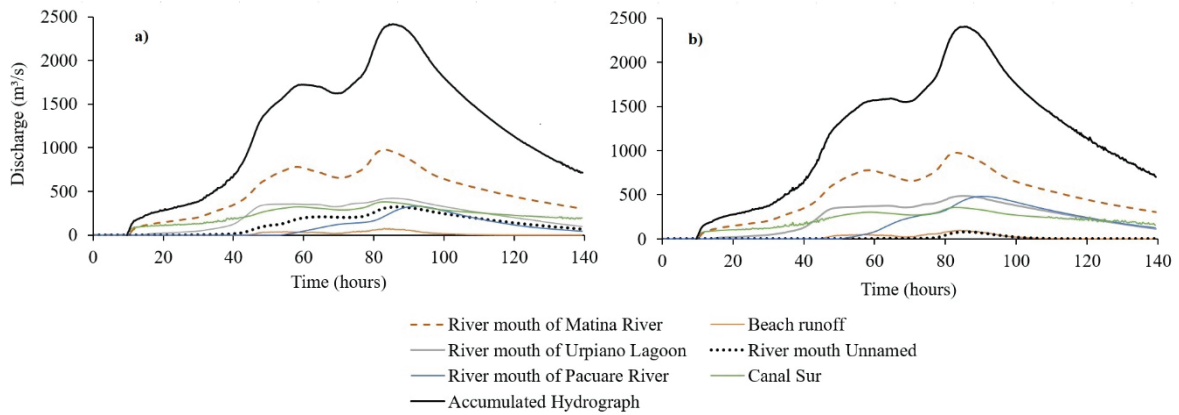 a)
2500
2000
1500
1000
500
0
Discharge (m³/s)
0 20 40 60 80 100 120 140
Time (hours)
b)
2500
2000
1500
1000
500
0
0 20 40 60 80 100 120 140
Time (hours)
River mouth of Matina River
Beach runoff
River mouth of Urpiano Lagoon
River mouth Unnamed
River mouth of Pacuare River
Canal Sur
Accumulated Hydrograph